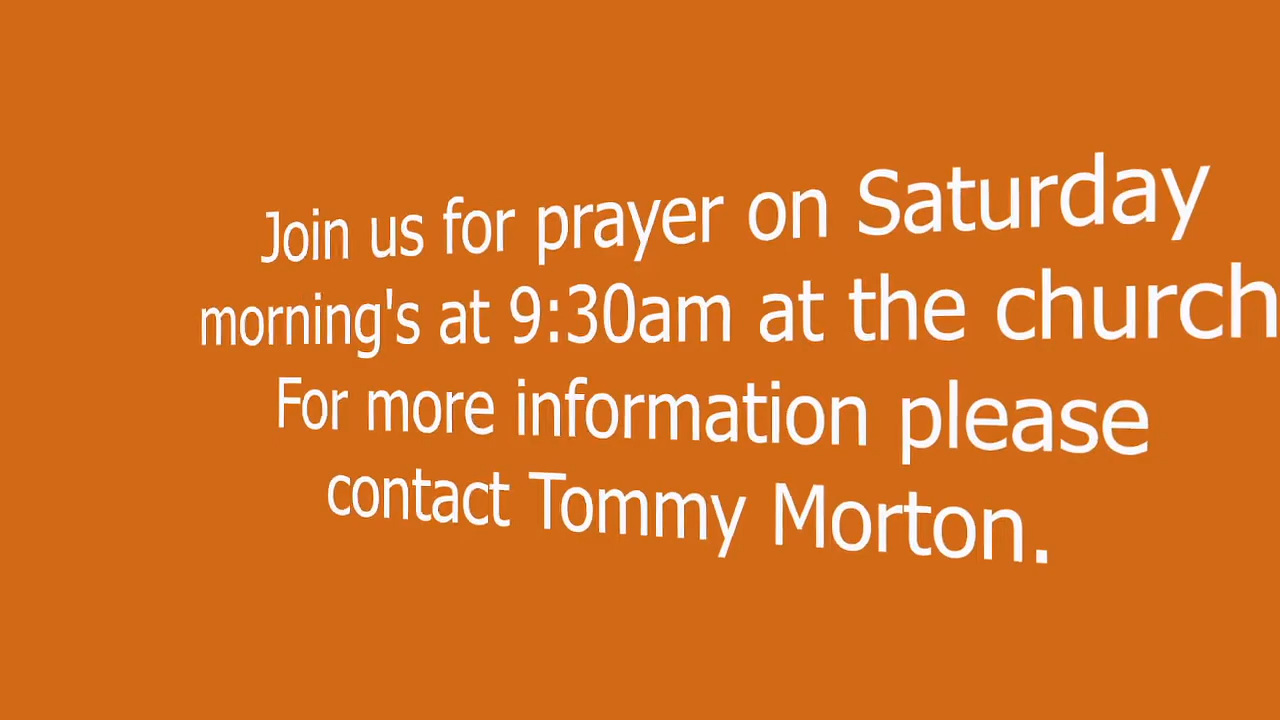 Join us for prayer on Saturday
morning's at 9:30am at the church
For more information please
contact Tommy Morton.